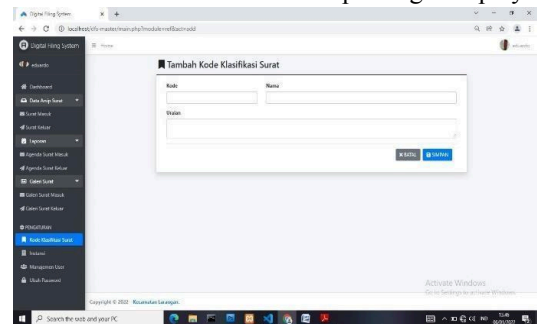 Digital Filing System
localhost/dfs-master/main.php?module=ref&act=add
Digital Filing System
Home
eduardo
eduardo
Tambah Kode Klasifikasi Surat
Kode
Nama
Uraian
BATAL
SIMPAN
Dashboard
Data Arsip Surat
Surat Masuk
Surat Keluar
Laporan
Agenda Surat Masuk
Agenda Surat Keluar
Galeri Surat
Galeri Surat Masuk
Galeri Surat Keluar
PENGATURAN
Kode Klasifikasi Surat
Instansi
Manajemen User
Ubah Password
Activate Windows
Go to Settings to activate Windows.
Copyright © 2022 Kecamatan Larangan.
Search the web and your PC